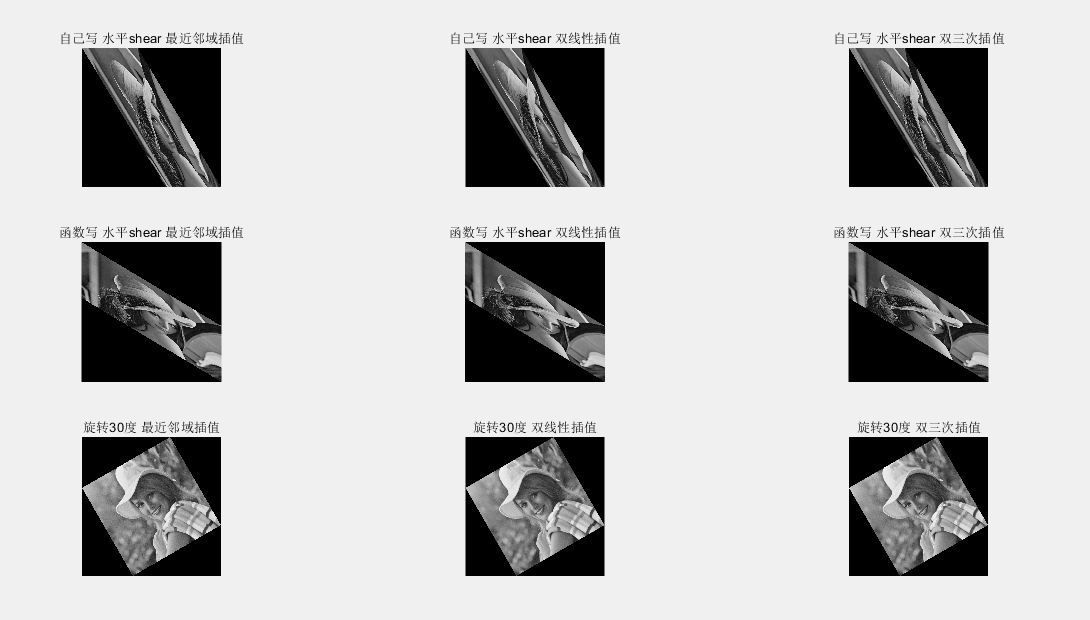 自己写 水平shear 最近邻域插值
自己写 水平shear 双线性插值
自己写 水平shear 双三次插值
函数写 水平shear 最近邻域插值
函数写 水平shear 双线性插值
函数写 水平shear 双三次插值
旋转30度 最近邻域插值
旋转30度 双线性插值
旋转30度 双三次插值